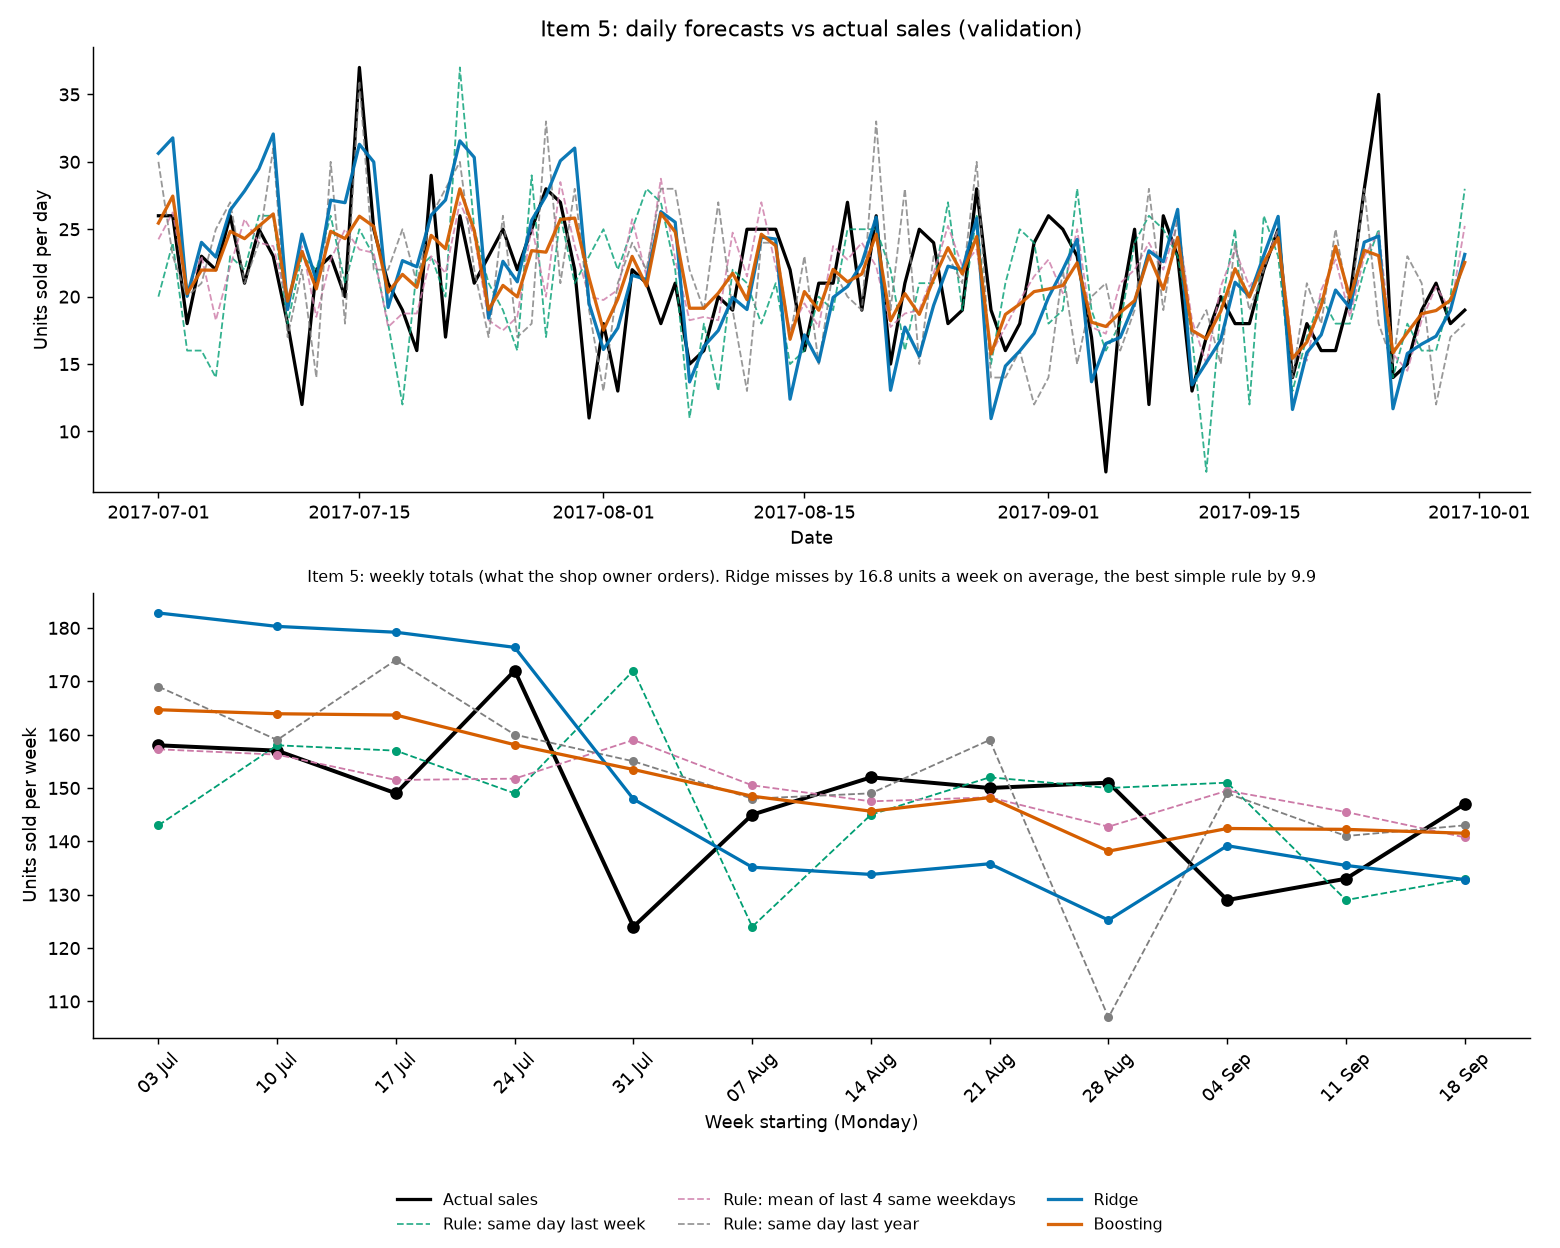 Item 5: daily forecasts vs actual sales (validation)
Units sold per day
35
30
25
20
15
10
2017-07-01 2017-07-15 2017-08-01 2017-08-15 2017-09-01 2017-09-15 2017-10-01
Date
Item 5: weekly totals (what the shop owner orders). Ridge misses by 16.8 units a week on average, the best simple rule by 9.9
Units sold per week
180
170
160
150
140
130
120
110
03 Jul 10 Jul 17 Jul 24 Jul 31 Jul 07 Aug 14 Aug 21 Aug 28 Aug 04 Sep 11 Sep 18 Sep
Week starting (Monday)
Actual sales Rule: mean of last 4 same weekdays Ridge
Rule: same day last week Rule: same day last year Boosting